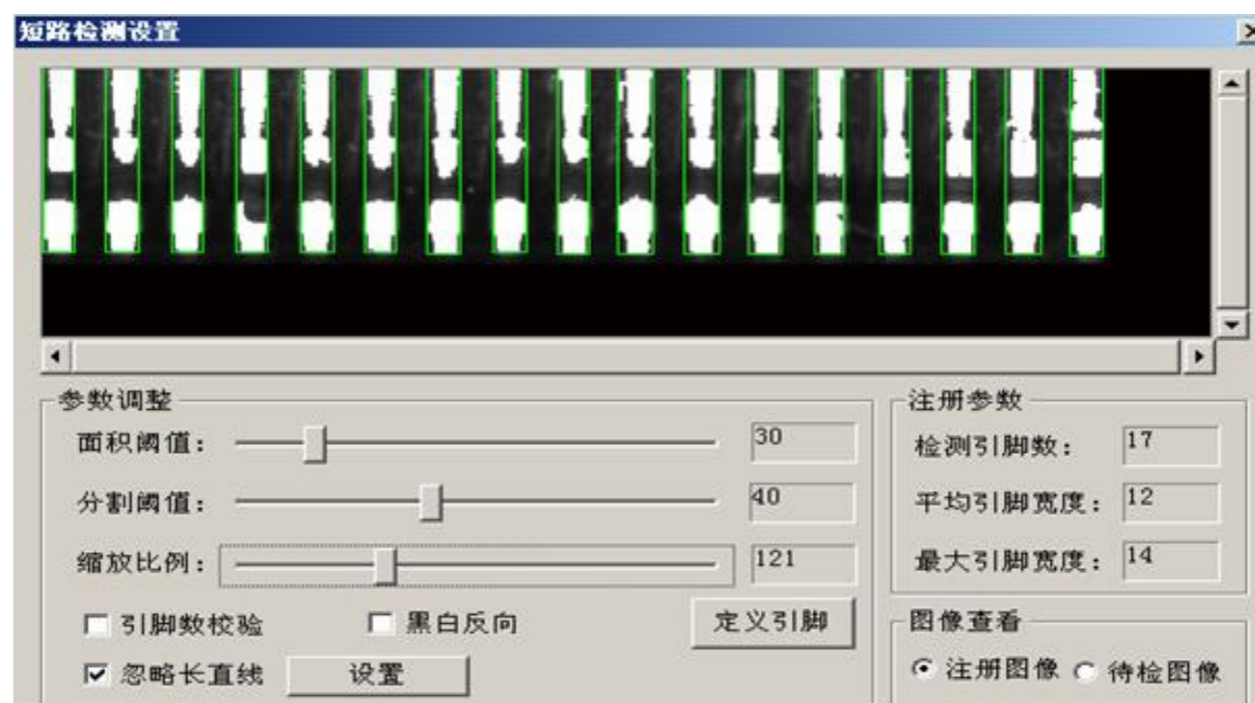 短路检测设置
参数调整
面积阈值： 30
分割阈值： 40
缩放比例： 121
引脚数校验 黑白反向 定义引脚
忽略长直线 设置
注册参数
检测引脚数： 17
平均引脚宽度： 12
最大引脚宽度： 14
图像查看
注册图像 待检图像